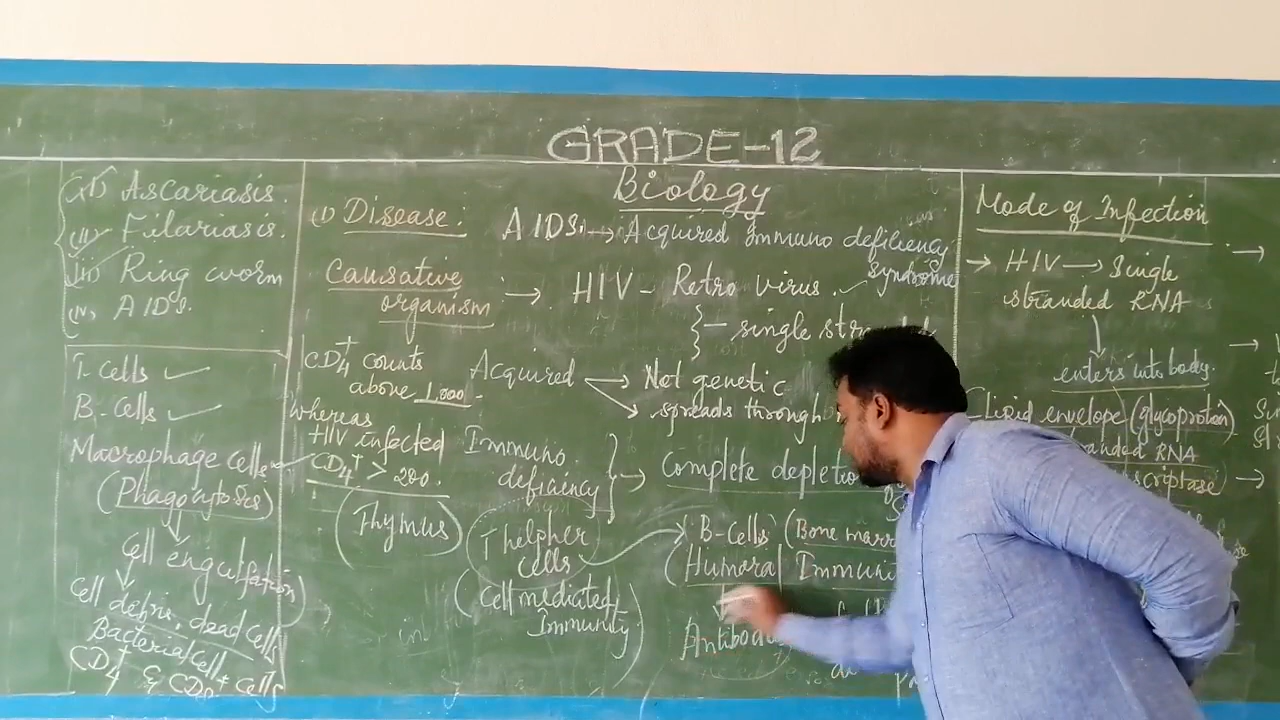 GRADE-12
Biology
(i) Ascariasis.
(ii) Filariasis.
(iii) Ring worm
(iv) AIDS.
T-Cells ✓
B-Cells ✓
Macrophage cells
(Phagocytosis)
Cell engulfation
Cell debris, dead cells
Bacterial cell
CD4+ & CD8+ cells
(1) Disease: AIDS. → Acquired Immuno deficiency
syndrome
Causative
organism → HIV - Retro virus.
- single
CD4+ counts
above 1,000.
whereas
HIV infected
CD4+ > 200.
(Thymus)
Acquired → Not genetic
→ spreads through
Immuno
deficiency → Complete depletion
(T helper
cells
(Cell mediated
Immunity)
B-Cells (Bone
(Humoral
Mode of Infection
→ HIV → Single
stranded RNA
enters into body.
- Lipid envelope (glycoprotein)
RNA